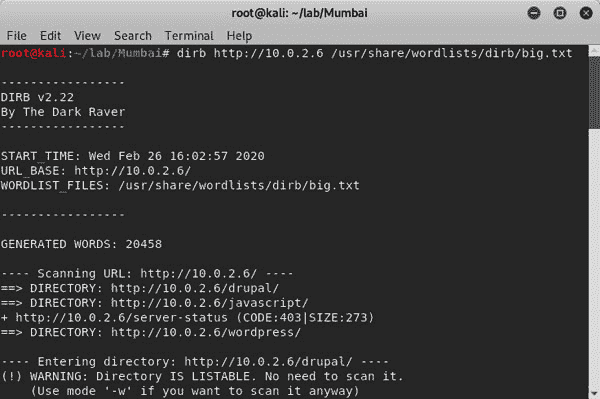 root@kali: ~/lab/Mumbai
File Edit View Search Terminal Help
root@kali:~/lab/Mumbai# dirb http://10.0.2.6 /usr/share/wordlists/dirb/big.txt
-----------------
DIRB v2.22
By The Dark Raver
-----------------
START_TIME: Wed Feb 26 16:02:57 2020
URL_BASE: http://10.0.2.6/
WORDLIST_FILES: /usr/share/wordlists/dirb/big.txt
-----------------
GENERATED WORDS: 20458
---- Scanning URL: http://10.0.2.6/ ----
==> DIRECTORY: http://10.0.2.6/drupal/
==> DIRECTORY: http://10.0.2.6/javascript/
+ http://10.0.2.6/server-status (CODE:403|SIZE:273)
==> DIRECTORY: http://10.0.2.6/wordpress/
---- Entering directory: http://10.0.2.6/drupal/ ----
(!) WARNING: Directory IS LISTABLE. No need to scan it.
(Use mode '-w' if you want to scan it anyway)